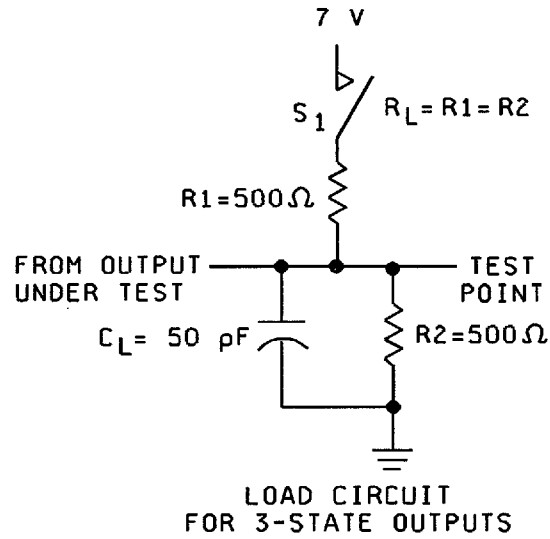 7 V
S1
RL=R1=R2
R1=500Ω
FROM OUTPUT
UNDER TEST
TEST
POINT
CL= 50 pF
R2=500Ω
LOAD CIRCUIT
FOR 3-STATE OUTPUTS